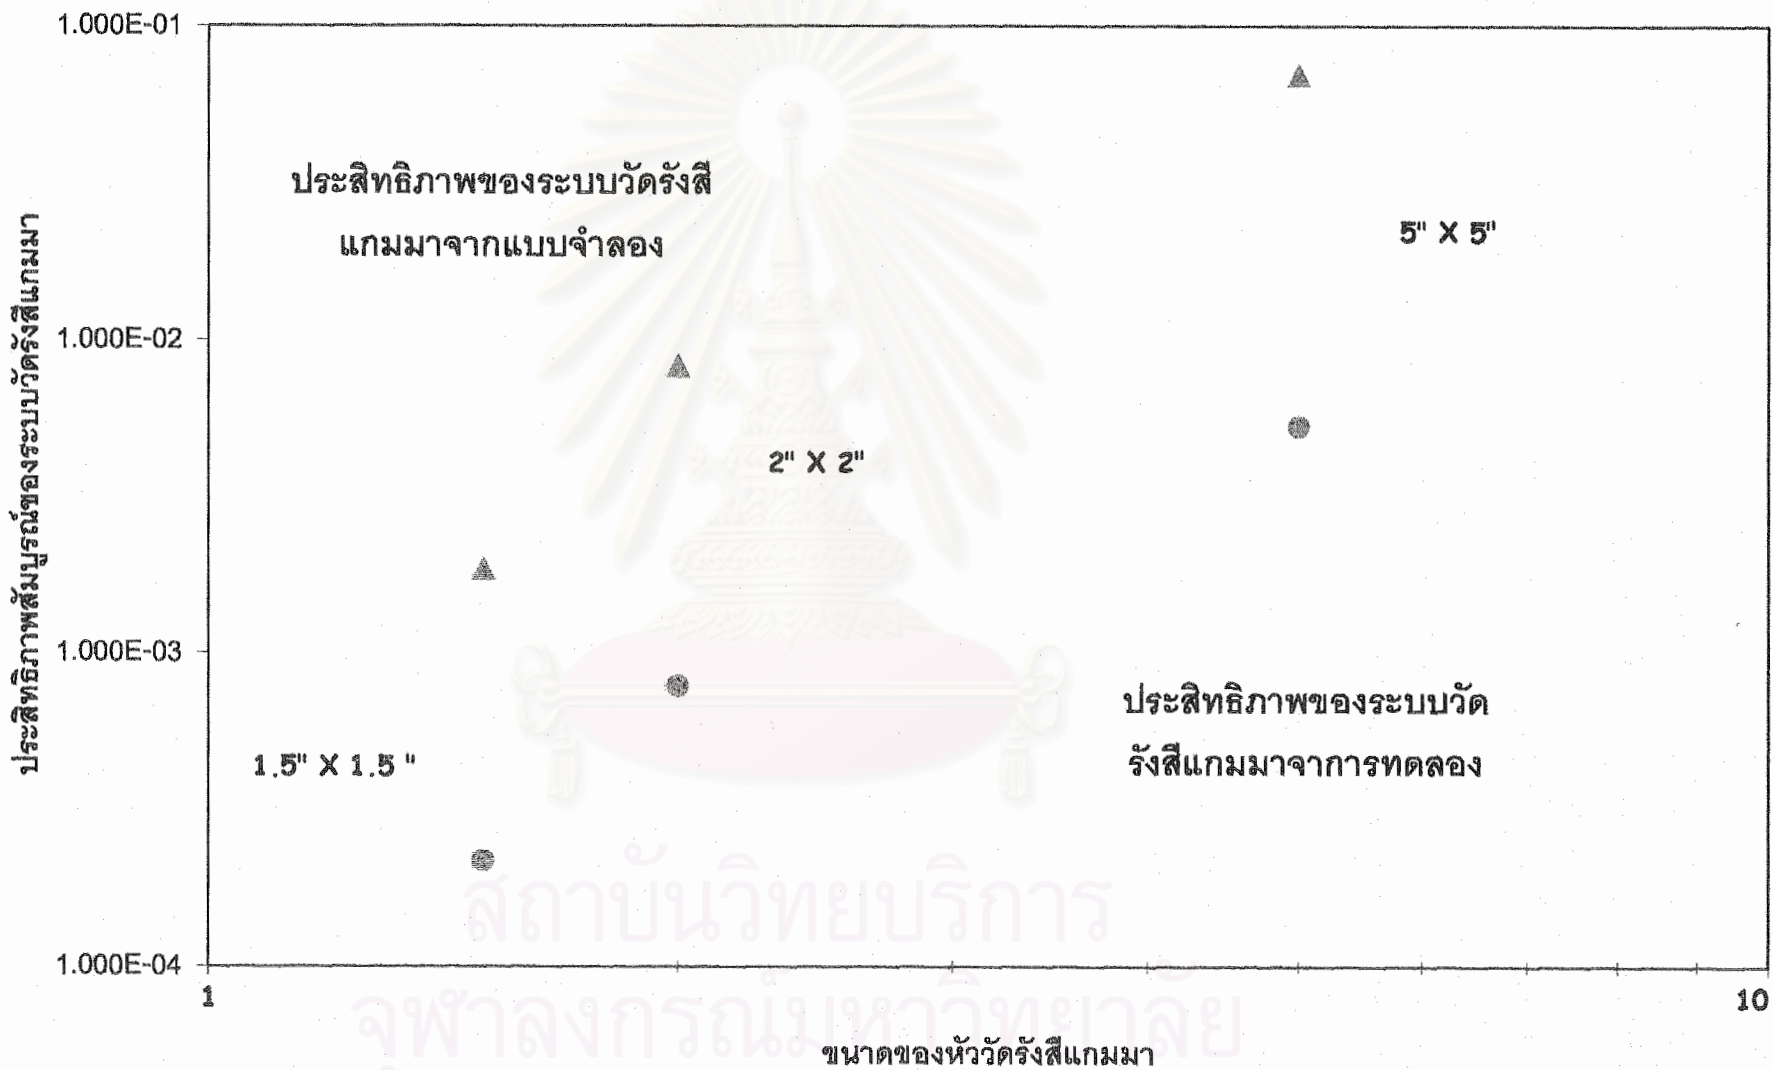 1.000E-01
ประสิทธิภาพของระบบวัดรังสี
แกมมาจากแบบจำลอง
5" X 5"
1.000E-02
ประสิทธิภาพสัมบูรณ์ของระบบวัดรังสีแกมมา
2" X 2"
1.000E-03
ประสิทธิภาพของระบบวัด
รังสีแกมมาจาการทดลอง
1.5" X 1.5 "
สถาบันวิทยบริการ
1.000E-04
1
10
จุฬาลงกรณ์มหาวิทยาลัย
ขนาดของหัววัดรังสีแกมมา